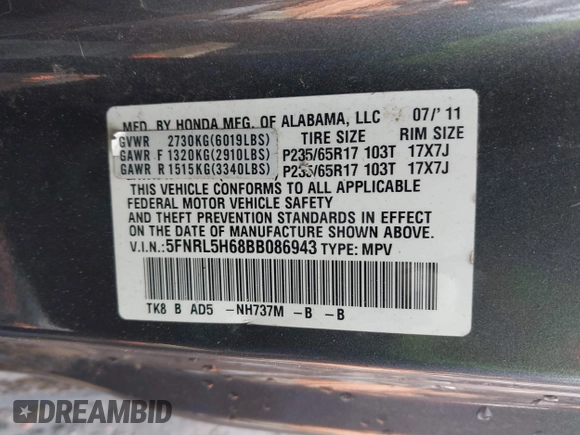 MFD. BY HONDA MFG. OF ALABAMA, LLC 07/'11
GVWR 2730KG(6019LBS) TIRE SIZE RIM SIZE
GAWR F 1320KG(2910LBS) P235/65R17 103T 17X7J
GAWR R 1515KG(3340LBS) P235/65R17 103T 17X7J
THIS VEHICLE CONFORMS TO ALL APPLICABLE
FEDERAL MOTOR VEHICLE SAFETY
AND THEFT PREVENTION STANDARDS IN EFFECT
ON THE DATE OF MANUFACTURE SHOWN ABOVE.
V.I.N.:5FNRL5H68BB086943 TYPE: MPV
TK8 B AD5 -NH737M -B -B
DREAMBID